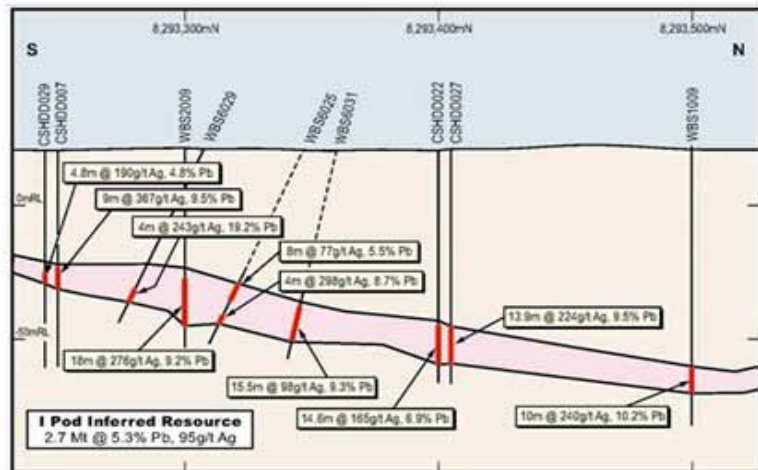 8,293,300mN
8,293,400mN
8,293,500mN
S
N
CSHDD029
CSHDD007
WBS2009
WBS6029
WBS6025
WBS6031
CSHDD022
CSHDD027
WBS1009
4.8m @ 190g/t Ag, 4.8% Pb
0mRL
9m @ 367g/t Ag, 9.5% Pb
4m @ 243g/t Ag, 19.2% Pb
8m @ 77g/t Ag, 5.5% Pb
4m @ 298g/t Ag, 8.7% Pb
13.9m @ 224g/t Ag, 9.5% Pb
-50mRL
18m @ 276g/t Ag, 9.2% Pb
15.5m @ 98g/t Ag, 9.3% Pb
14.6m @ 165g/t Ag, 6.9% Pb
10m @ 240g/t Ag, 10.2% Pb
I Pod Inferred Resource
2.7 Mt @ 5.3% Pb, 95g/t Ag